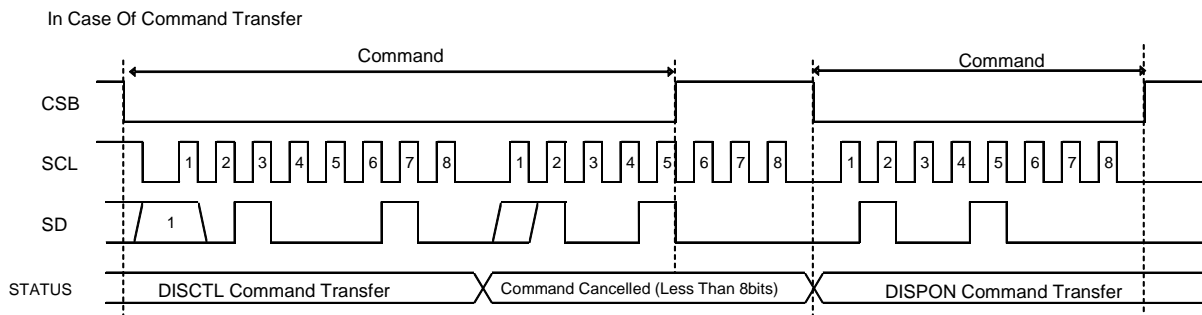 In Case Of Command Transfer
Command Command
CSB
SCL 1 2 3 4 5 6 7 8 1 2 3 4 5 6 7 8 1 2 3 4 5 6 7 8
SD 1
STATUS DISCTL Command Transfer Command Cancelled (Less Than 8bits) DISPON Command Transfer